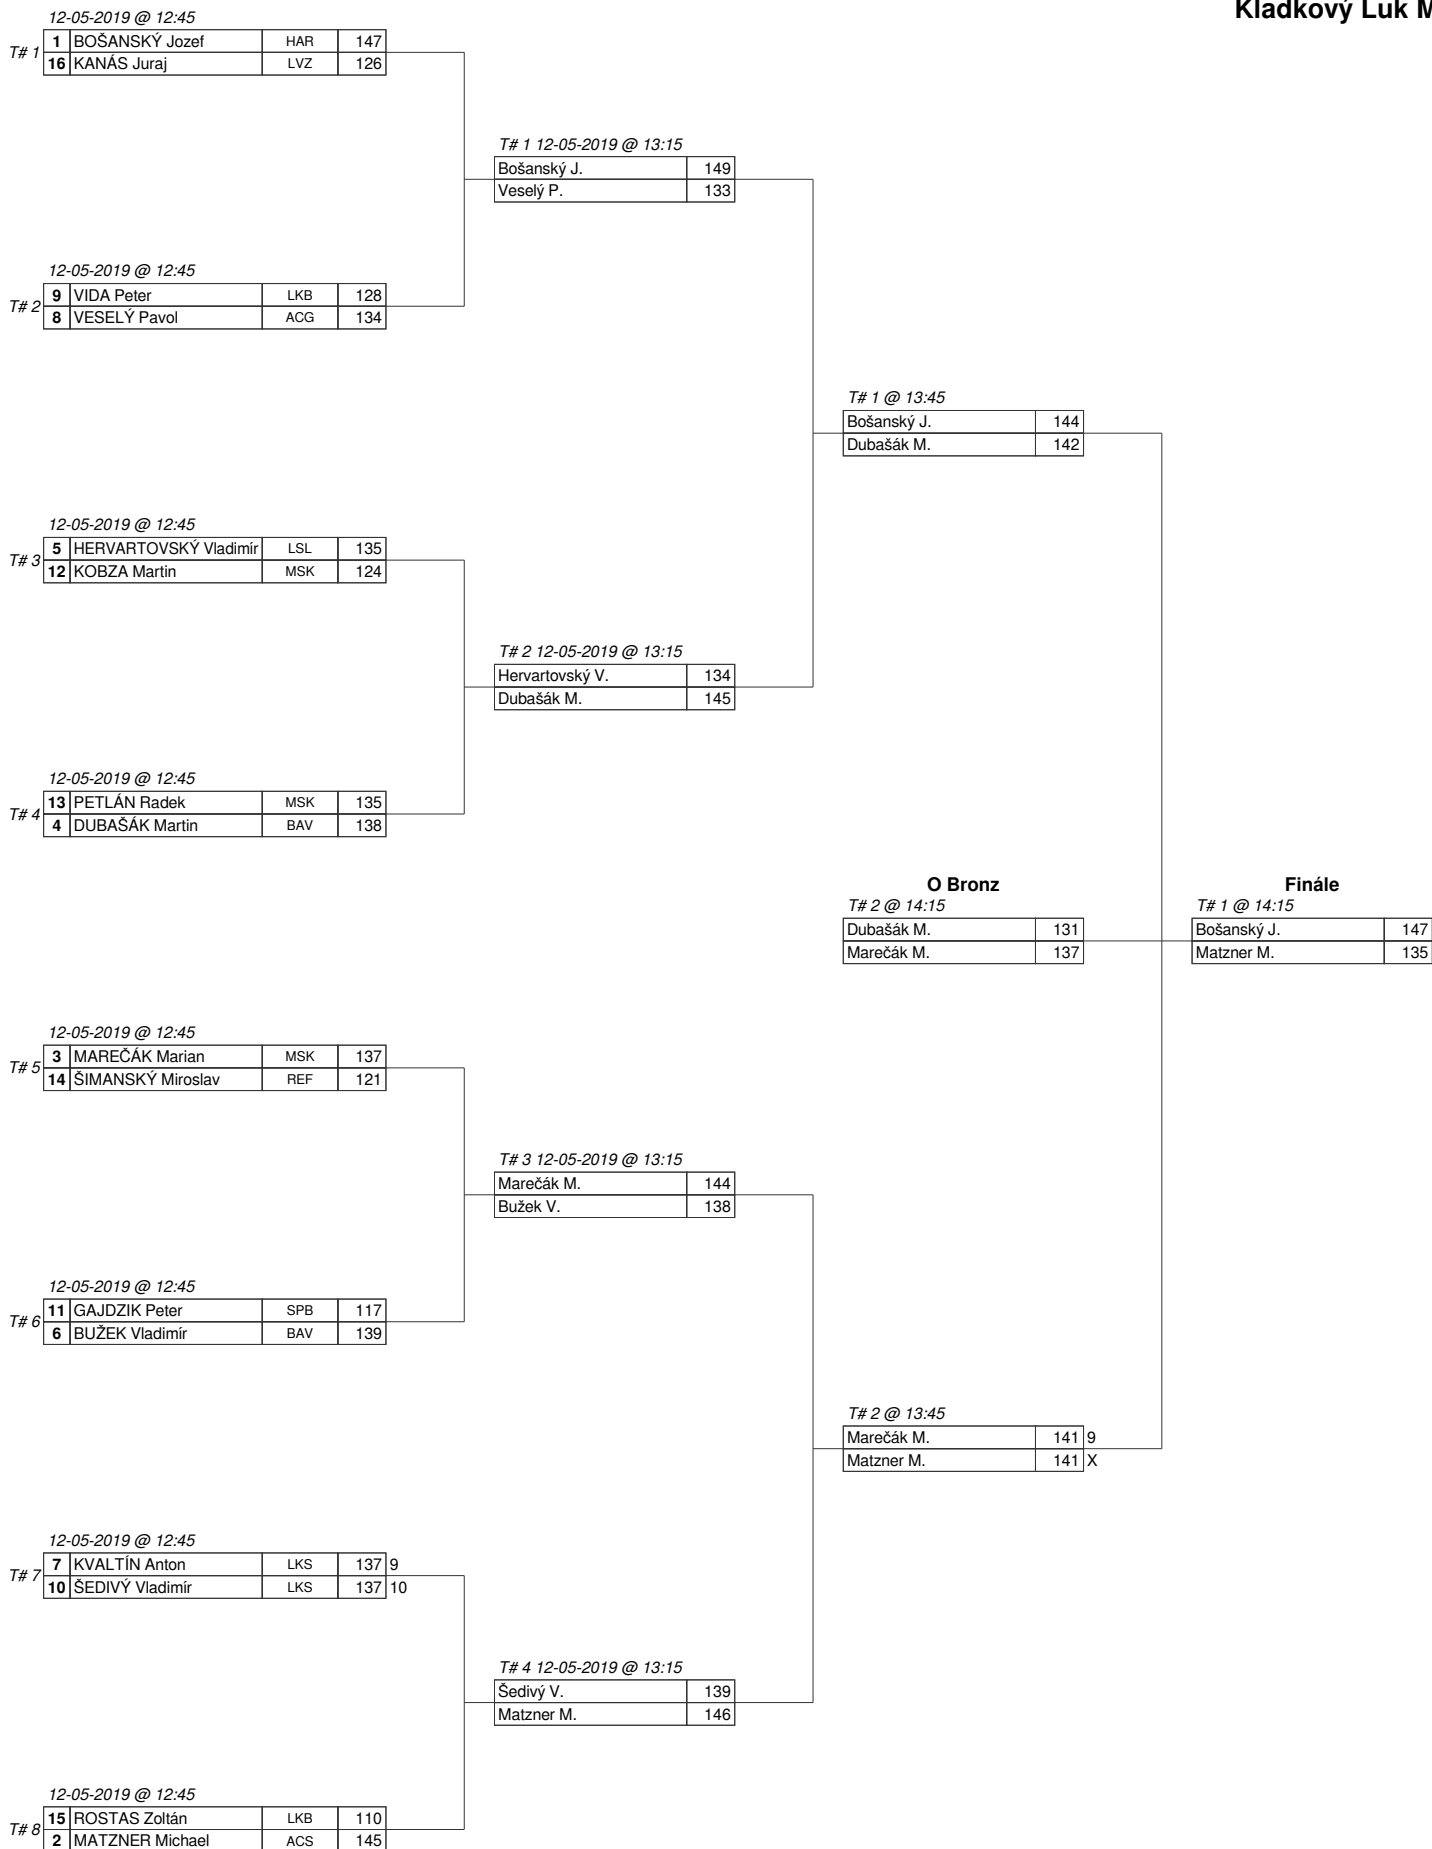 Kladkový Luk M
12-05-2019 @ 12:45
T# 1
1 BOŠANSKÝ Jozef HAR 147
16 KANÁS Juraj LVZ 126
T# 1 12-05-2019 @ 13:15
Bošanský J. 149
Veselý P. 133
12-05-2019 @ 12:45
T# 2
9 VIDA Peter LKB 128
8 VESELÝ Pavol ACG 134
T# 1 @ 13:45
Bošanský J. 144
Dubašák M. 142
12-05-2019 @ 12:45
T# 3
5 HERVARTOVSKÝ Vladimír LSL 135
12 KOBZA Martin MSK 124
T# 2 12-05-2019 @ 13:15
Hervartovský V. 134
Dubašák M. 145
12-05-2019 @ 12:45
T# 4
13 PETLÁN Radek MSK 135
4 DUBAŠÁK Martin BAV 138
O Bronz
T# 2 @ 14:15
Dubašák M. 131
Marečák M. 137
Finále
T# 1 @ 14:15
Bošanský J. 147
Matzner M. 135
12-05-2019 @ 12:45
T# 5
3 MAREČÁK Marian MSK 137
14 ŠIMANSKÝ Miroslav REF 121
T# 3 12-05-2019 @ 13:15
Marečák M. 144
Bužek V. 138
12-05-2019 @ 12:45
T# 6
11 GAJDZIK Peter SPB 117
6 BUŽEK Vladimír BAV 139
T# 2 @ 13:45
Marečák M. 141 9
Matzner M. 141 X
12-05-2019 @ 12:45
T# 7
7 KVALTÍN Anton LKS 137 9
10 ŠEDIVÝ Vladimír LKS 137 10
T# 4 12-05-2019 @ 13:15
Šedivý V. 139
Matzner M. 146
12-05-2019 @ 12:45
T# 8
15 ROSTAS Zoltán LKB 110
2 MATZNER Michael ACS 145